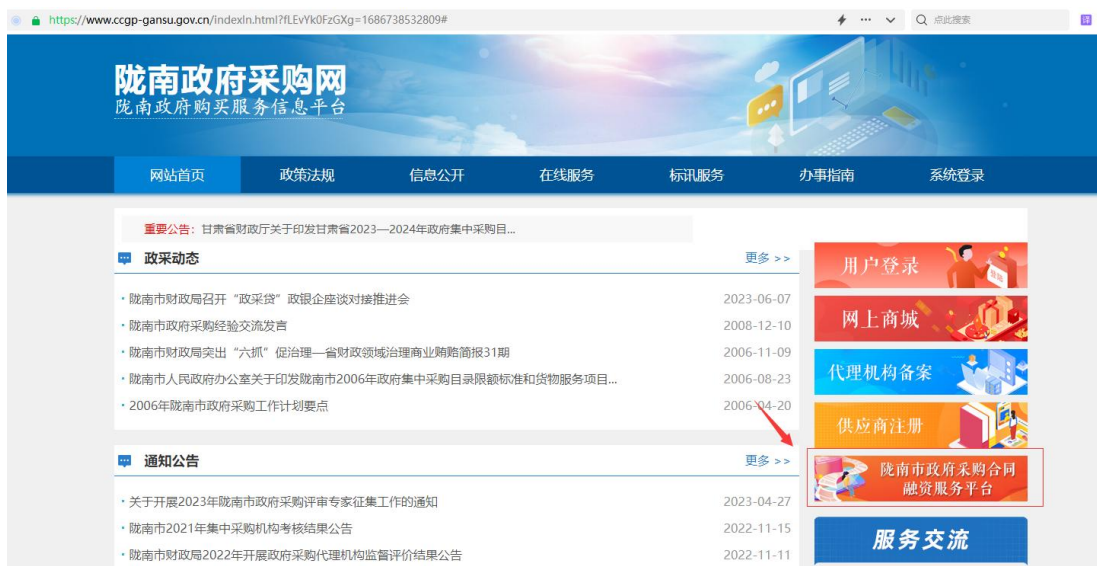 https://www.ccgp-gansu.gov.cn/indexln.html?fLEvYk0FzGXg=1686738532809#
点此搜索
译
陇南政府采购网
陇南政府购买服务信息平台
网站首页 政策法规 信息公开 在线服务 标讯服务 办事指南 系统登录
重要公告：甘肃省财政厅关于印发甘肃省2023—2024年政府集中采购目...
政采动态 更多 >>
·陇南市财政局召开“政采贷”政银企座谈对接推进会 2023-06-07
·陇南市政府采购经验交流发言 2008-12-10
·陇南市财政局突出“六抓”促治理—省财政领域治理商业贿赂简报31期 2006-11-09
·陇南市人民政府办公室关于印发陇南市2006年政府集中采购目录限额标准和货物服务项目... 2006-08-23
·2006年陇南市政府采购工作计划要点 2006-04-20
通知公告 更多 >>
·关于开展2023年陇南市政府采购评审专家征集工作的通知 2023-04-27
·陇南市2021年集中采购机构考核结果公告 2022-11-15
·陇南市财政局2022年开展政府采购代理机构监督评价结果公告 2022-11-11
用户登录
网上商城
代理机构备案
供应商注册
陇南市政府采购合同
融资服务平台
服务交流